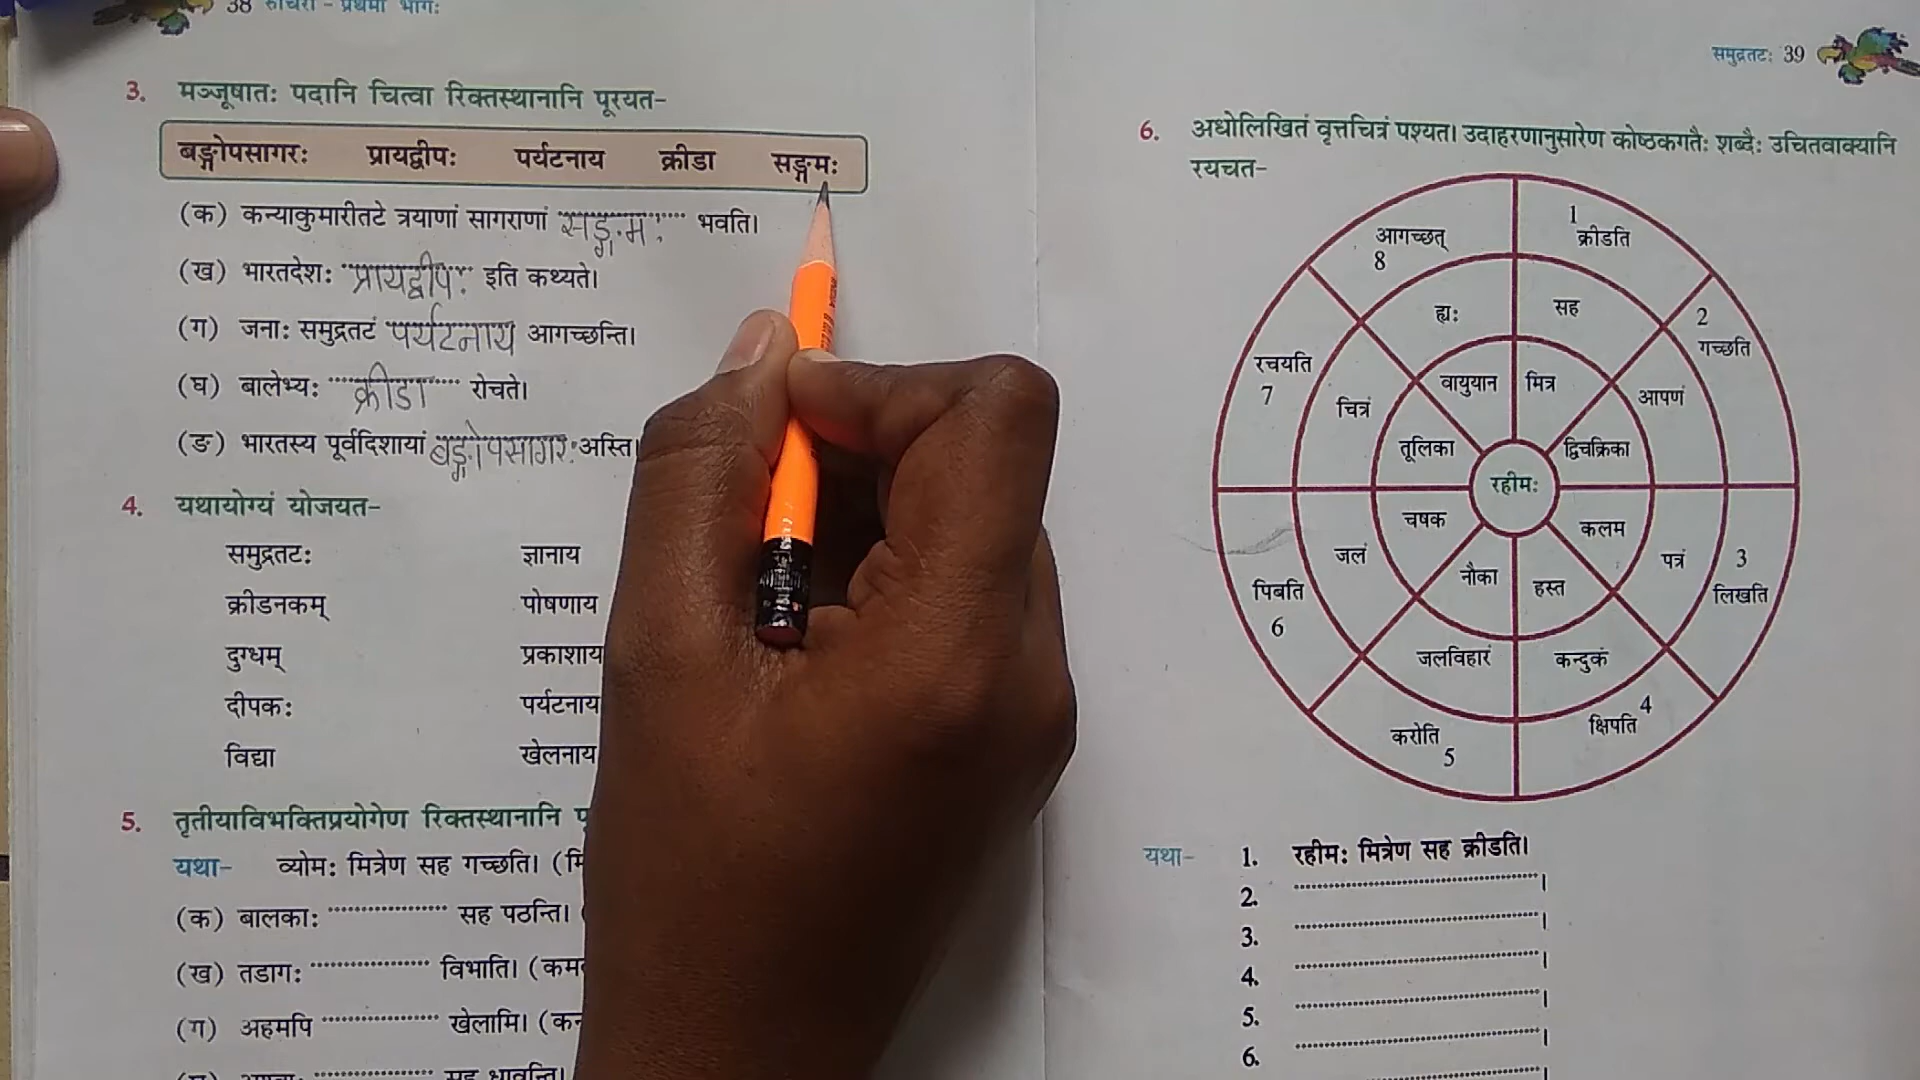 38 रुचिरा - प्रथमो भागः
3. मञ्जूषातः पदानि चित्वा रिक्तस्थानानि पूरयत-
बङ्गोपसागरः प्रायद्वीपः पर्यटनाय क्रीडा सङ्गमः
(क) कन्याकुमारीतटे त्रयाणां सागराणां सङ्गमः भवति।
(ख) भारतदेशः प्रायद्वीपः इति कथ्यते।
(ग) जनाः समुद्रतटं पर्यटनाय आगच्छन्ति।
(घ) बालेभ्यः क्रीडा रोचते।
(ङ) भारतस्य पूर्वदिशायां बङ्गोपसागरः अस्ति।
4. यथायोग्यं योजयत-
समुद्रतटः ज्ञानाय
क्रीडनकम् पोषणाय
दुग्धम् प्रकाशाय
दीपकः पर्यटनाय
विद्या खेलनाय
5. तृतीयाविभक्तिप्रयोगेण रिक्तस्थानानि
यथा- व्योमः मित्रेण सह गच्छति।
(क) बालकाः ................ सह पठन्ति।
(ख) तडागः ................ विभाति।
(ग) अहमपि ................ खेलामि।
सह धावन्ति।
समुद्रतटः 39
6. अधोलिखितं वृत्तचित्रं पश्यत। उदाहरणानुसारेण कोष्ठकगतैः शब्दैः उचितवाक्यानि
रयचत-
1
क्रीडति
सह
मित्र
2
गच्छति
आपणं
द्विचक्रिका
3
लिखति
पत्रं
कलम
4
क्षिपति
कन्दुकं
हस्त
करोति
5
जलविहारं
नौका
पिबति
6
जलं
चषक
रचयति
7
चित्रं
तूलिका
आगच्छत्
8
ह्यः
वायुयान
रहीमः
यथा- 1. रहीमः मित्रेण सह क्रीडति।
2. ................................।
3. ................................।
4. ................................।
5. ................................।
6. ................................।